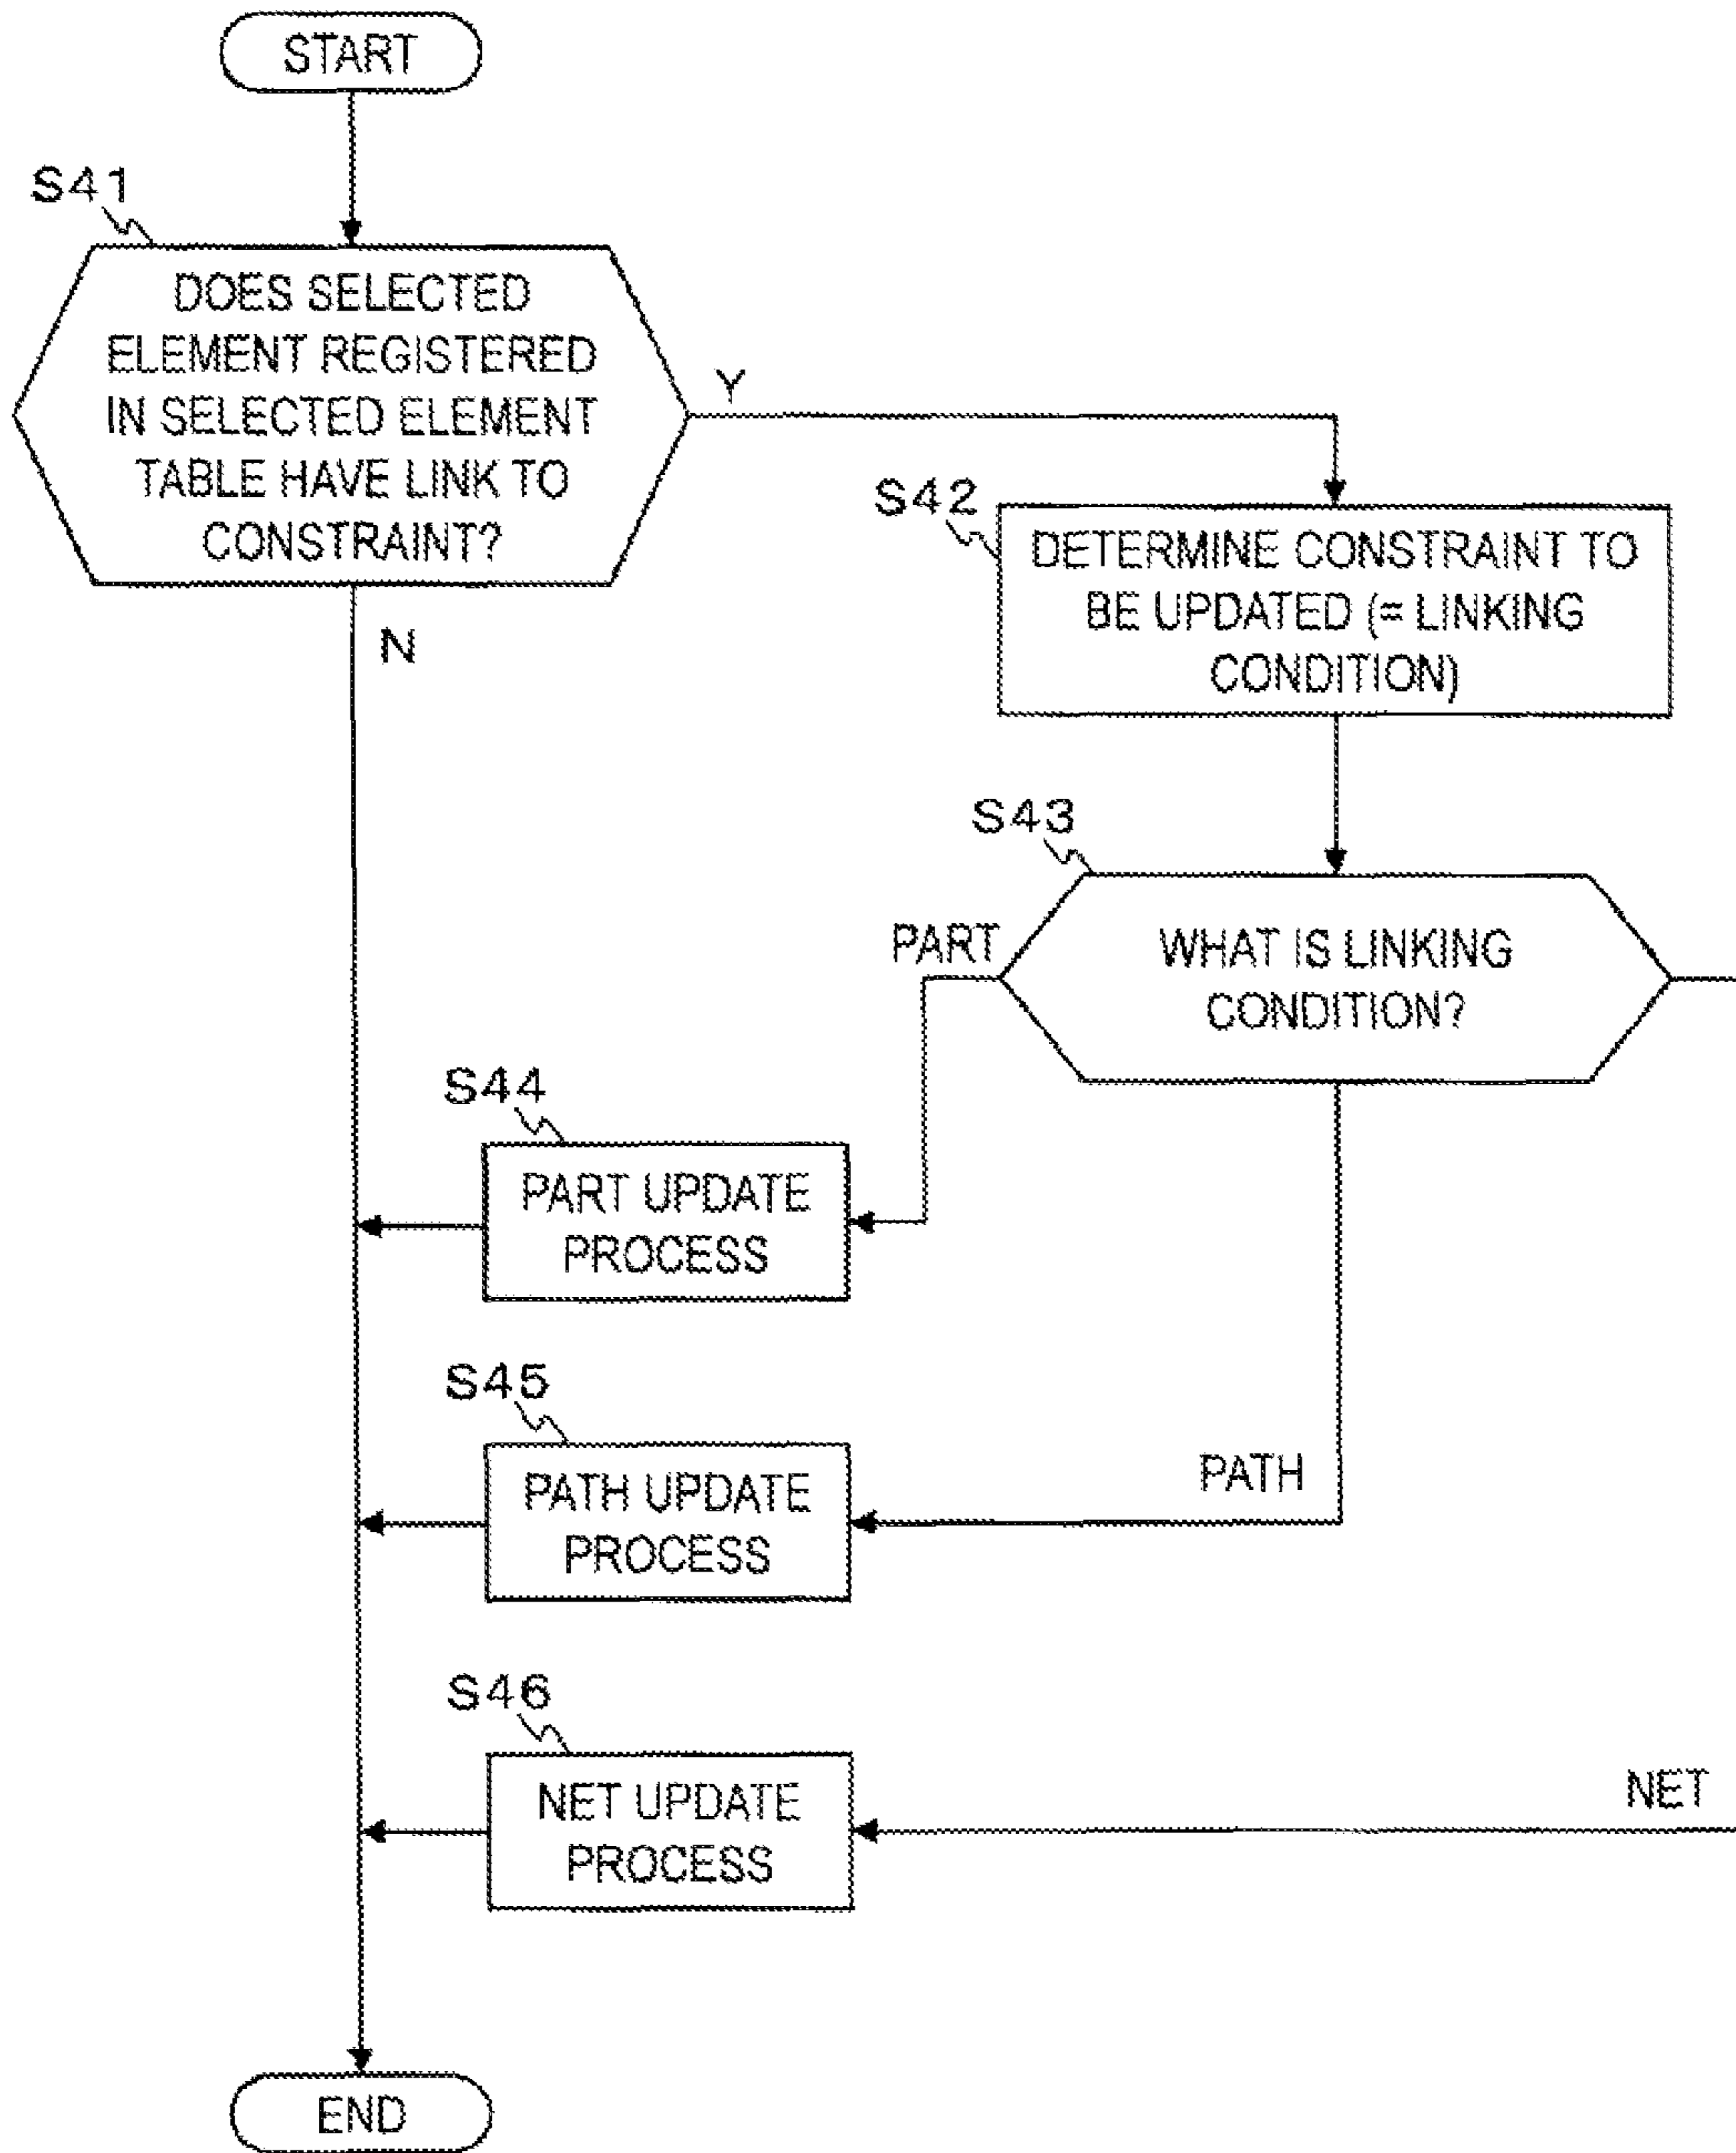 START
S41
DOES SELECTED
ELEMENT REGISTERED
IN SELECTED ELEMENT
TABLE HAVE LINK TO
CONSTRAINT?
Y
N
S42
DETERMINE CONSTRAINT TO
BE UPDATED (= LINKING
CONDITION)
S43
WHAT IS LINKING
CONDITION?
PART
S44
PART UPDATE
PROCESS
S45
PATH UPDATE
PROCESS
PATH
S46
NET UPDATE
PROCESS
NET
END